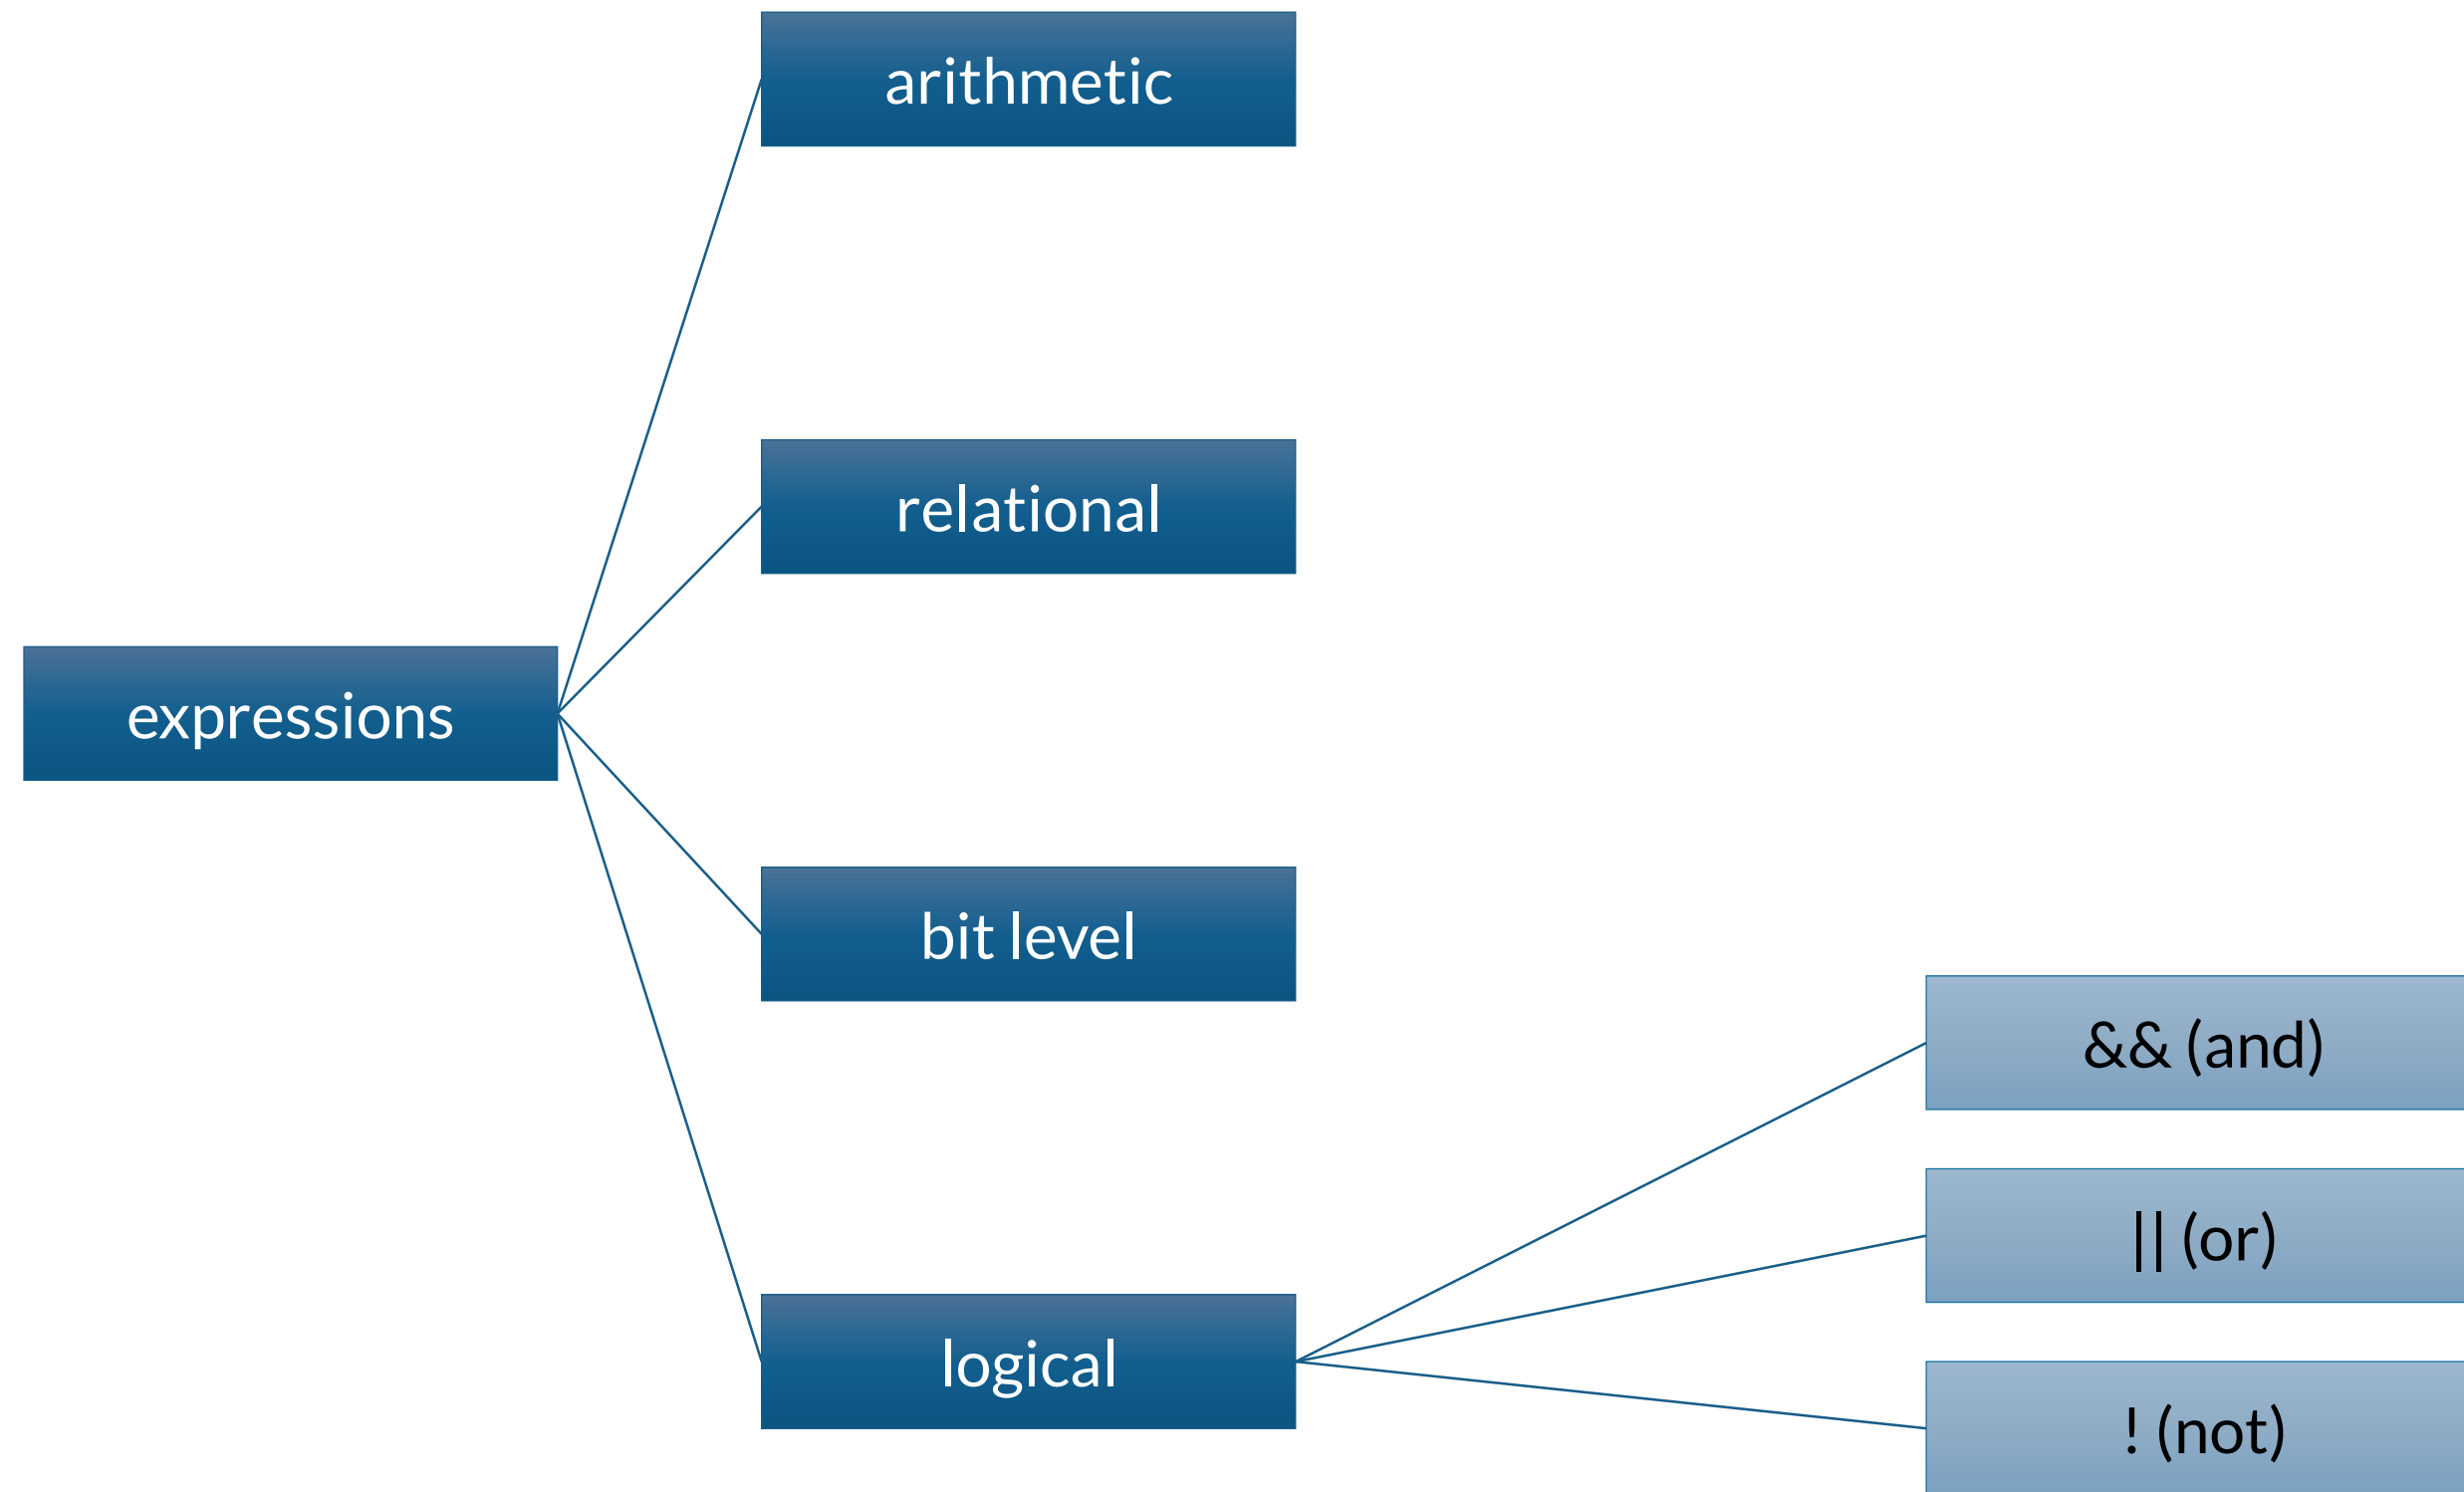 arithmetic
relational
expressions
bit level
&& (and)
|| (or)
logical
! (not)